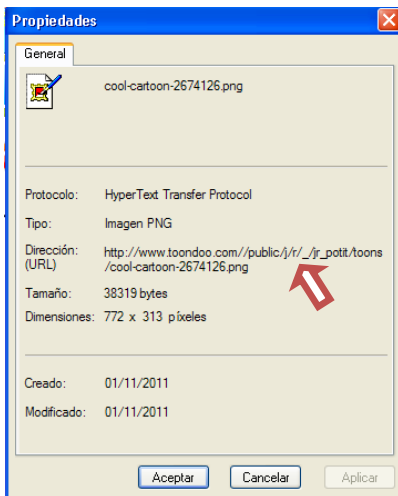 Propiedades
General
cool-cartoon-2674126.png
Protocolo: HyperText Transfer Protocol
Tipo: Imagen PNG
Dirección: http://www.toondoo.com//public/j/r/_/jr_potit/toons
(URL) /cool-cartoon-2674126.png
Tamaño: 38319 bytes
Dimensiones: 772 x 313 píxeles
Creado: 01/11/2011
Modificado: 01/11/2011
Aceptar Cancelar Aplicar